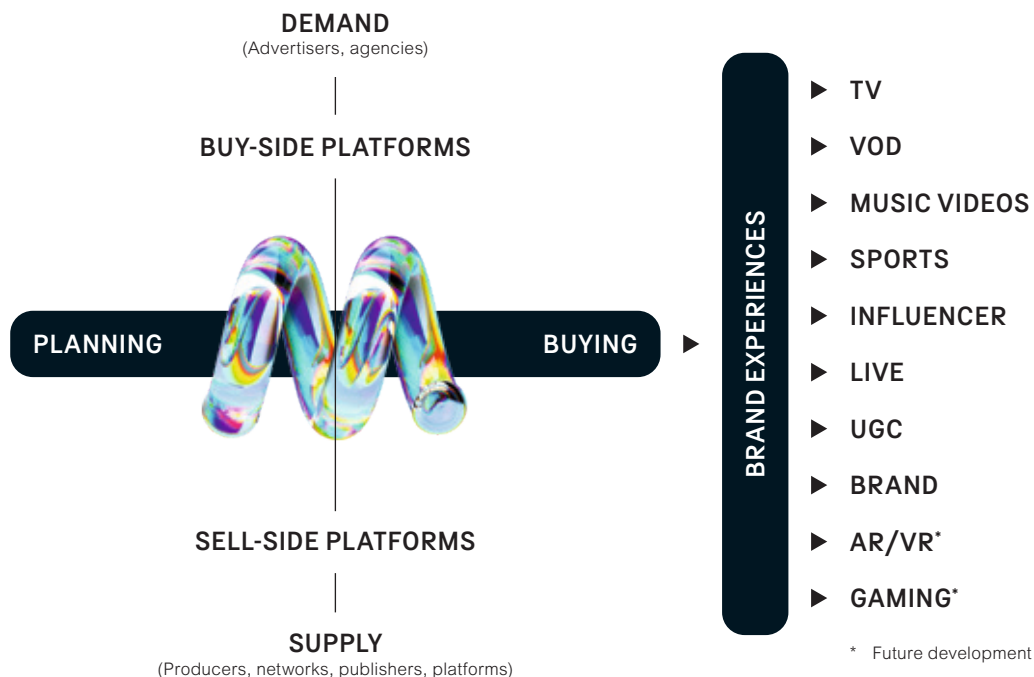 DEMAND
(Advertisers, agencies)
BUY-SIDE PLATFORMS
PLANNING
BUYING
SELL-SIDE PLATFORMS
SUPPLY
(Producers, networks, publishers, platforms)
BRAND EXPERIENCES
TV
VOD
MUSIC VIDEOS
SPORTS
INFLUENCER
LIVE
UGC
BRAND
AR/VR*
GAMING*
* Future development